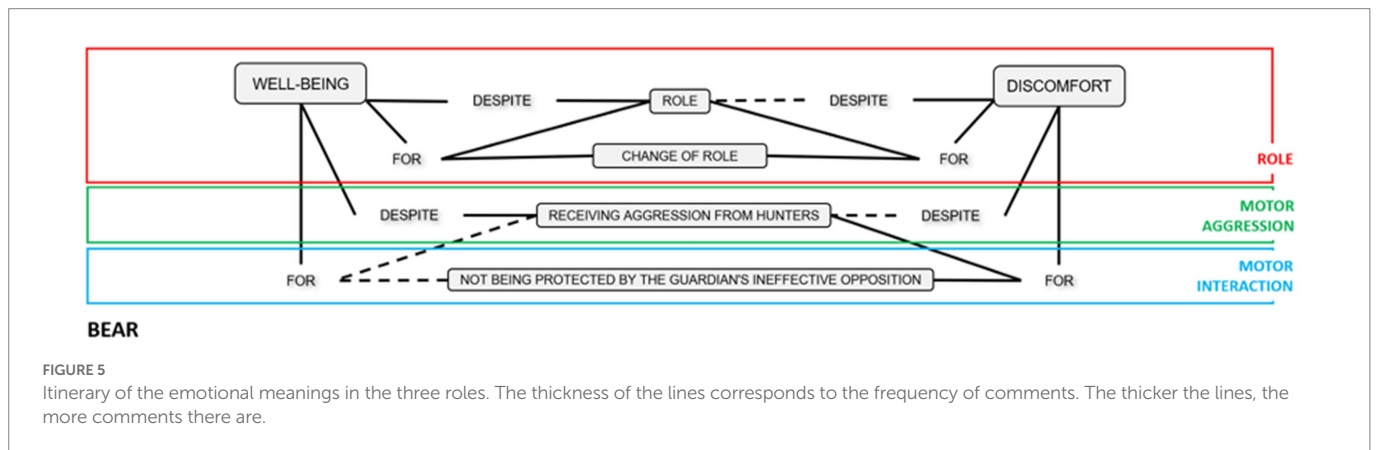 WELL-BEING
DISCOMFORT
DESPITE
ROLE
DESPITE
FOR
CHANGE OF ROLE
FOR
ROLE
DESPITE
RECEIVING AGGRESSION FROM HUNTERS
DESPITE
MOTOR
AGGRESSION
FOR
NOT BEING PROTECTED BY THE GUARDIAN'S INEFFECTIVE OPPOSITION
FOR
MOTOR
INTERACTION
BEAR
FIGURE 5
Itinerary of the emotional meanings in the three roles. The thickness of the lines corresponds to the frequency of comments. The thicker the lines, the
more comments there are.